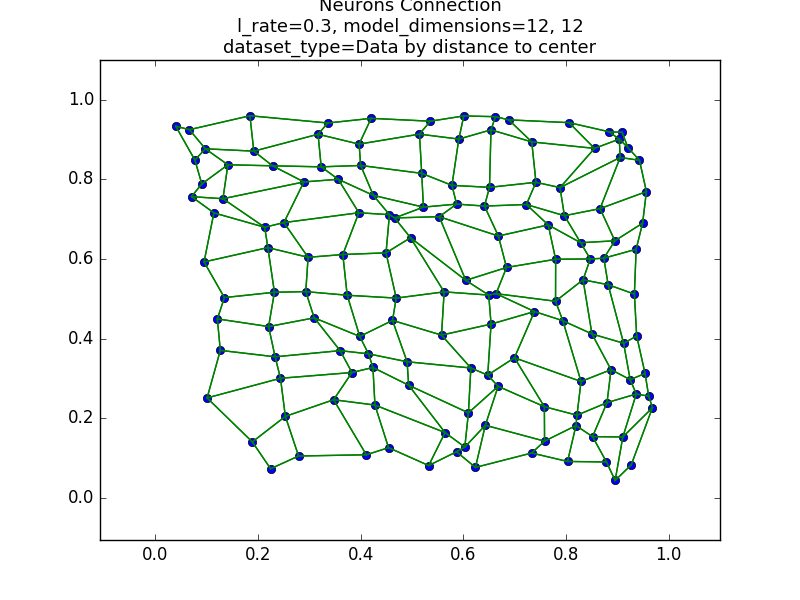 Neurons Connection
l_rate=0.3, model_dimensions=12, 12
dataset_type=Data by distance to center
1.0
0.8
0.6
0.4
0.2
0.0
0.0 0.2 0.4 0.6 0.8 1.0